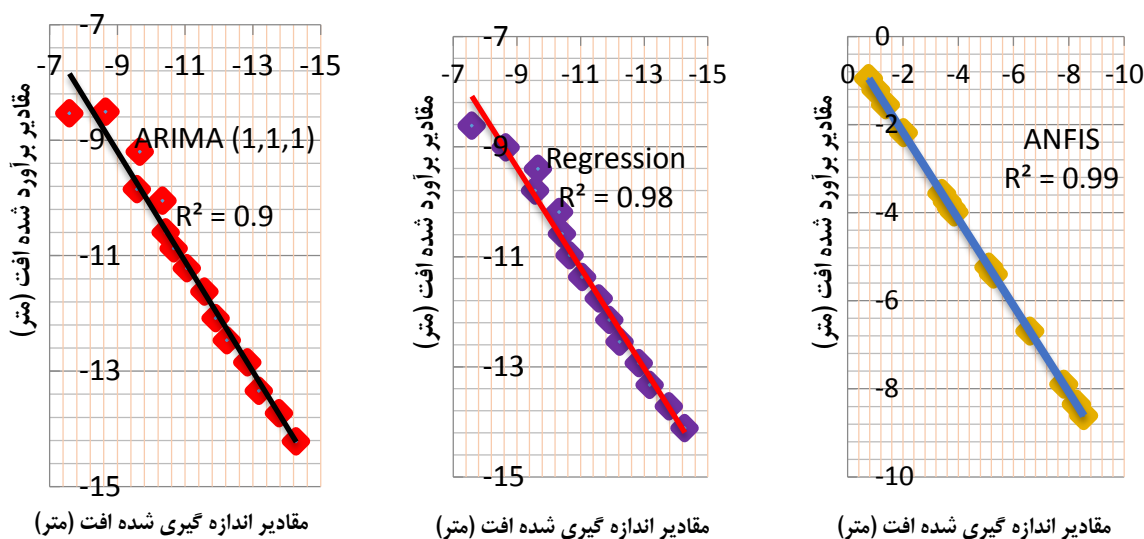 -7
-7 -9 -11 -13 -15
-9
ARIMA (1,1,1)
R² = 0.9
-11
-13
-15
مقادیر برآورد شده افت (متر)
مقادیر اندازه گیری شده افت (متر)
-7
-7 -9 -11 -13 -15
-9
Regression
R² = 0.98
-11
-13
-15
مقادیر برآورد شده افت (متر)
مقادیر اندازه گیری شده افت (متر)
0
0 -2 -4 -6 -8 -10
-2
ANFIS
R² = 0.99
-4
-6
-8
-10
مقادیر برآورد شده افت (متر)
مقادیر اندازه گیری شده افت (متر)